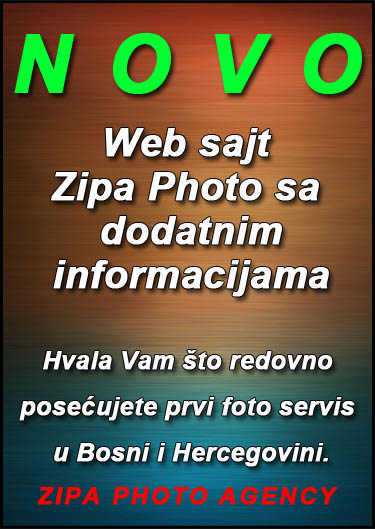 N O V O
Web sajt
Zipa Photo sa
dodatnim
informacijama
Hvala Vam što redovno
posećujete prvi foto servis
u Bosni i Hercegovini.
ZIPA PHOTO AGENCY